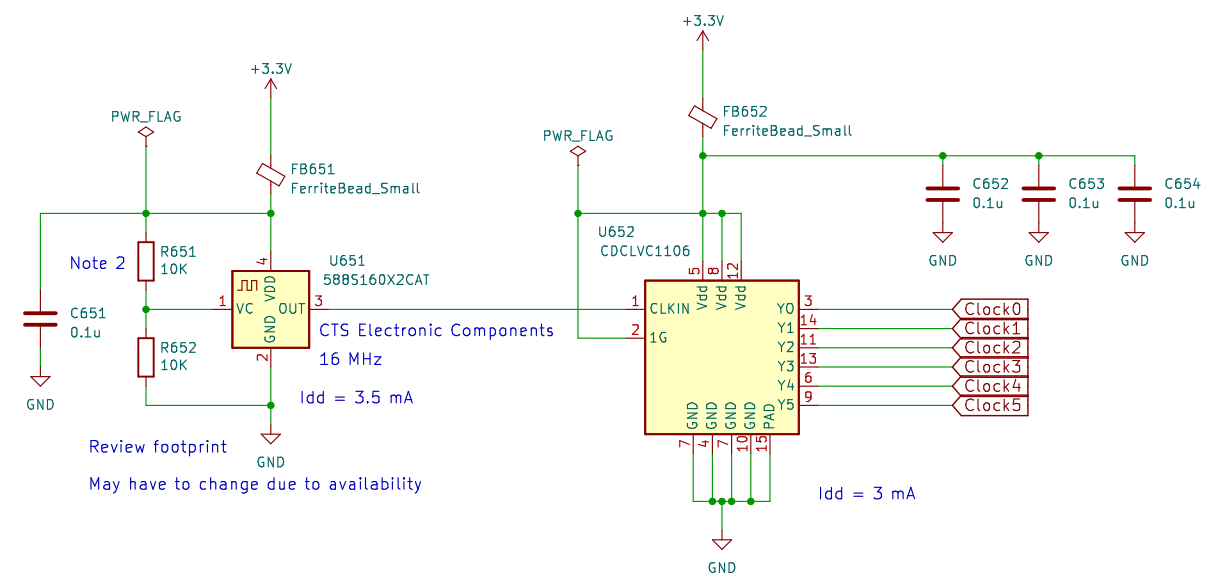 +3.3V
+3.3V
PWR_FLAG
FB652
FerriteBead_Small
PWR_FLAG
FB651
FerriteBead_Small
C652
0.1u
C653
0.1u
C654
0.1u
U652
CDCLVC1106
GND
GND
GND
Note 2
R651
10K
U651
588S160X2CAT
4
VDD
1
VC
OUT
3
GND
2
5
8
12
Vdd
Vdd
Vdd
1
CLKIN
2
1G
Y0
3
Clock0
Y1
14
Clock1
Y2
11
Clock2
Y3
13
Clock3
Y4
6
Clock4
Y5
9
Clock5
C651
0.1u
R652
10K
CTS Electronic Components
16 MHz
Idd = 3.5 mA
GND
GND
GND
GND
GND
GND
PAD
7
4
7
10
15
Review footprint
GND
May have to change due to availability
Idd = 3 mA
GND